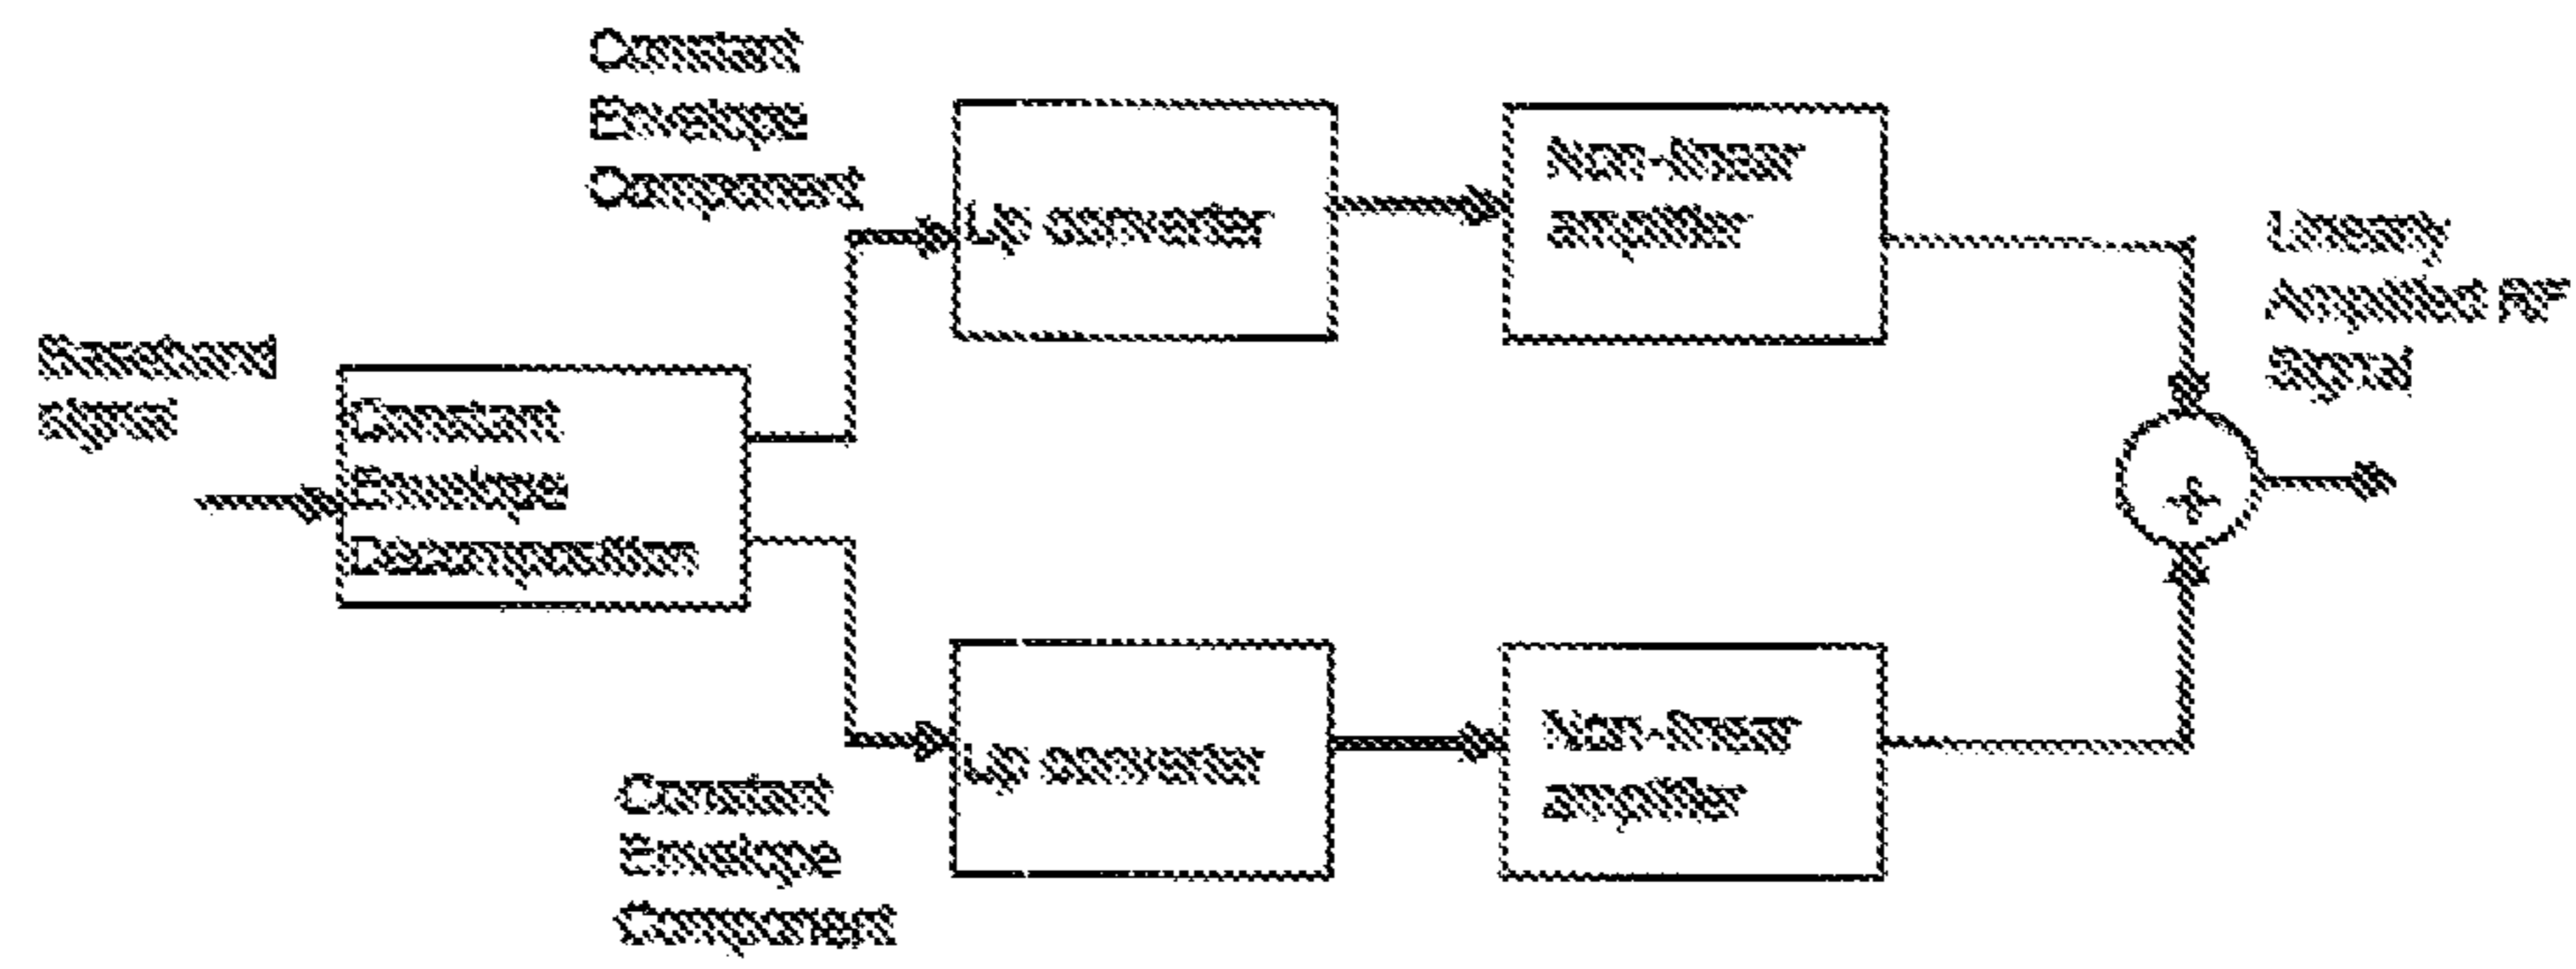 Constant
Envelope
Component
Baseband
signal
Constant
Envelope
Decomposition
Up converter
Non-linear
amplifier
Linearly
Amplified RF
Signal
Up converter
Non-linear
amplifier
+
Constant
Envelope
Component